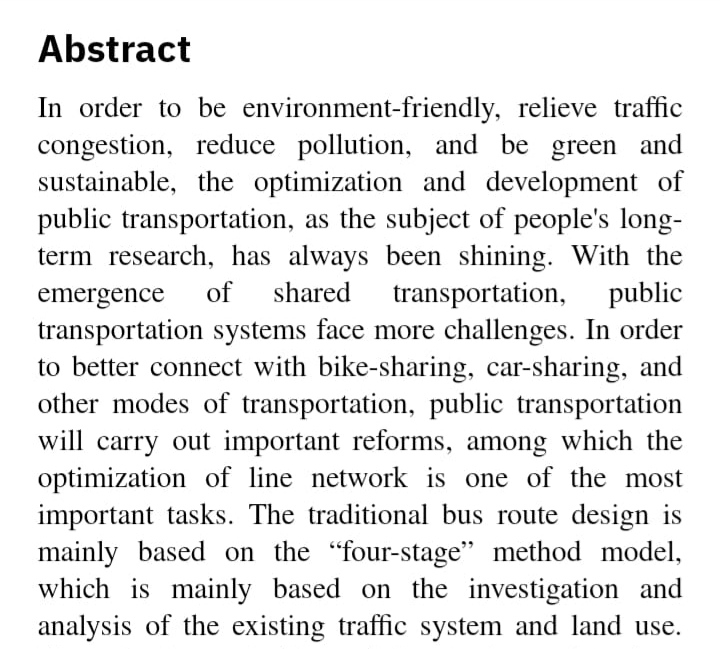 Abstract
In order to be environment-friendly, relieve traffic
congestion, reduce pollution, and be green and
sustainable, the optimization and development of
public transportation, as the subject of people's long-
term research, has always been shining. With the
emergence of shared transportation, public
transportation systems face more challenges. In order
to better connect with bike-sharing, car-sharing, and
other modes of transportation, public transportation
will carry out important reforms, among which the
optimization of line network is one of the most
important tasks. The traditional bus route design is
mainly based on the “four-stage” method model,
which is mainly based on the investigation and
analysis of the existing traffic system and land use.